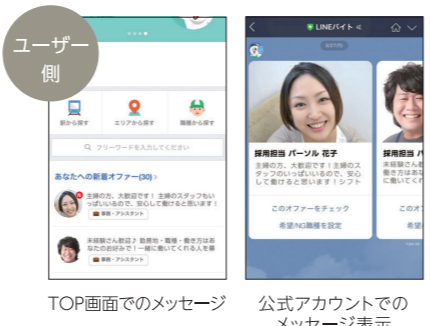 ユーザー
側
駅から探す
エリアから探す
職種から探す
フリーワードを入力してください
あなたへの新着オファー(30)>
主婦の方、大歓迎です！ 主婦のスタッフもい
っぱいいるので、安心して働けると思います！
事務・アシスタント
未経験さん歓迎♪ 勤務地・職種・働き方はあ
なたのお好みで！一緒に働いてくれる人を募
事務・アシスタント
TOP画面でのメッセージ
LINEバイト
採用担当 パーソル 花子
主婦の方、大歓迎です！ 主婦のス
タッフのいっぱいいるので、安心
して働けると思います！シフト
このオファーをチェック
希望/NG職種を設定
採用担当 パ
未経験さん歓
働き方はあな
に働いてくれ
このオフ
希望/
公式アカウントでの
メッセージ表示